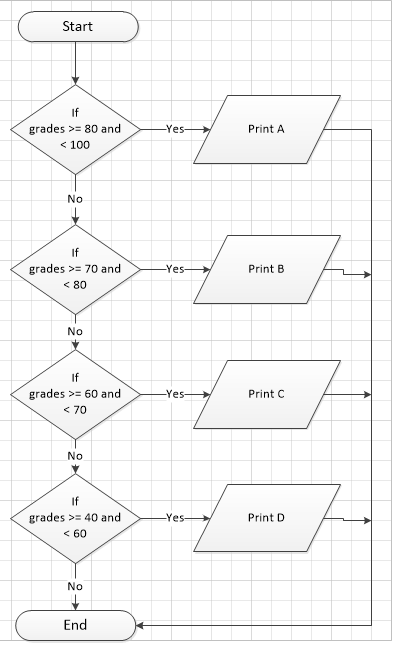 Start
If
grades >= 80 and
< 100
Yes
Print A
No
If
grades >= 70 and
< 80
Yes
Print B
No
If
grades >= 60 and
< 70
Yes
Print C
No
If
grades >= 40 and
< 60
Yes
Print D
No
End